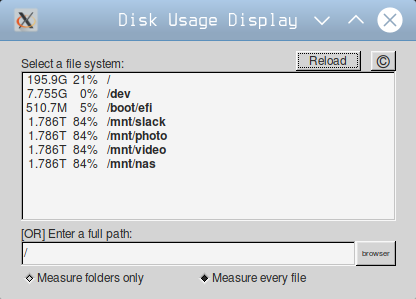 Disk Usage Display
Select a file system:
Reload
©
195.9G 21% /
7.755G 0% /dev
510.7M 5% /boot/efi
1.786T 84% /mnt/slack
1.786T 84% /mnt/photo
1.786T 84% /mnt/video
1.786T 84% /mnt/nas
[OR] Enter a full path:
/
browser
Measure folders only
Measure every file